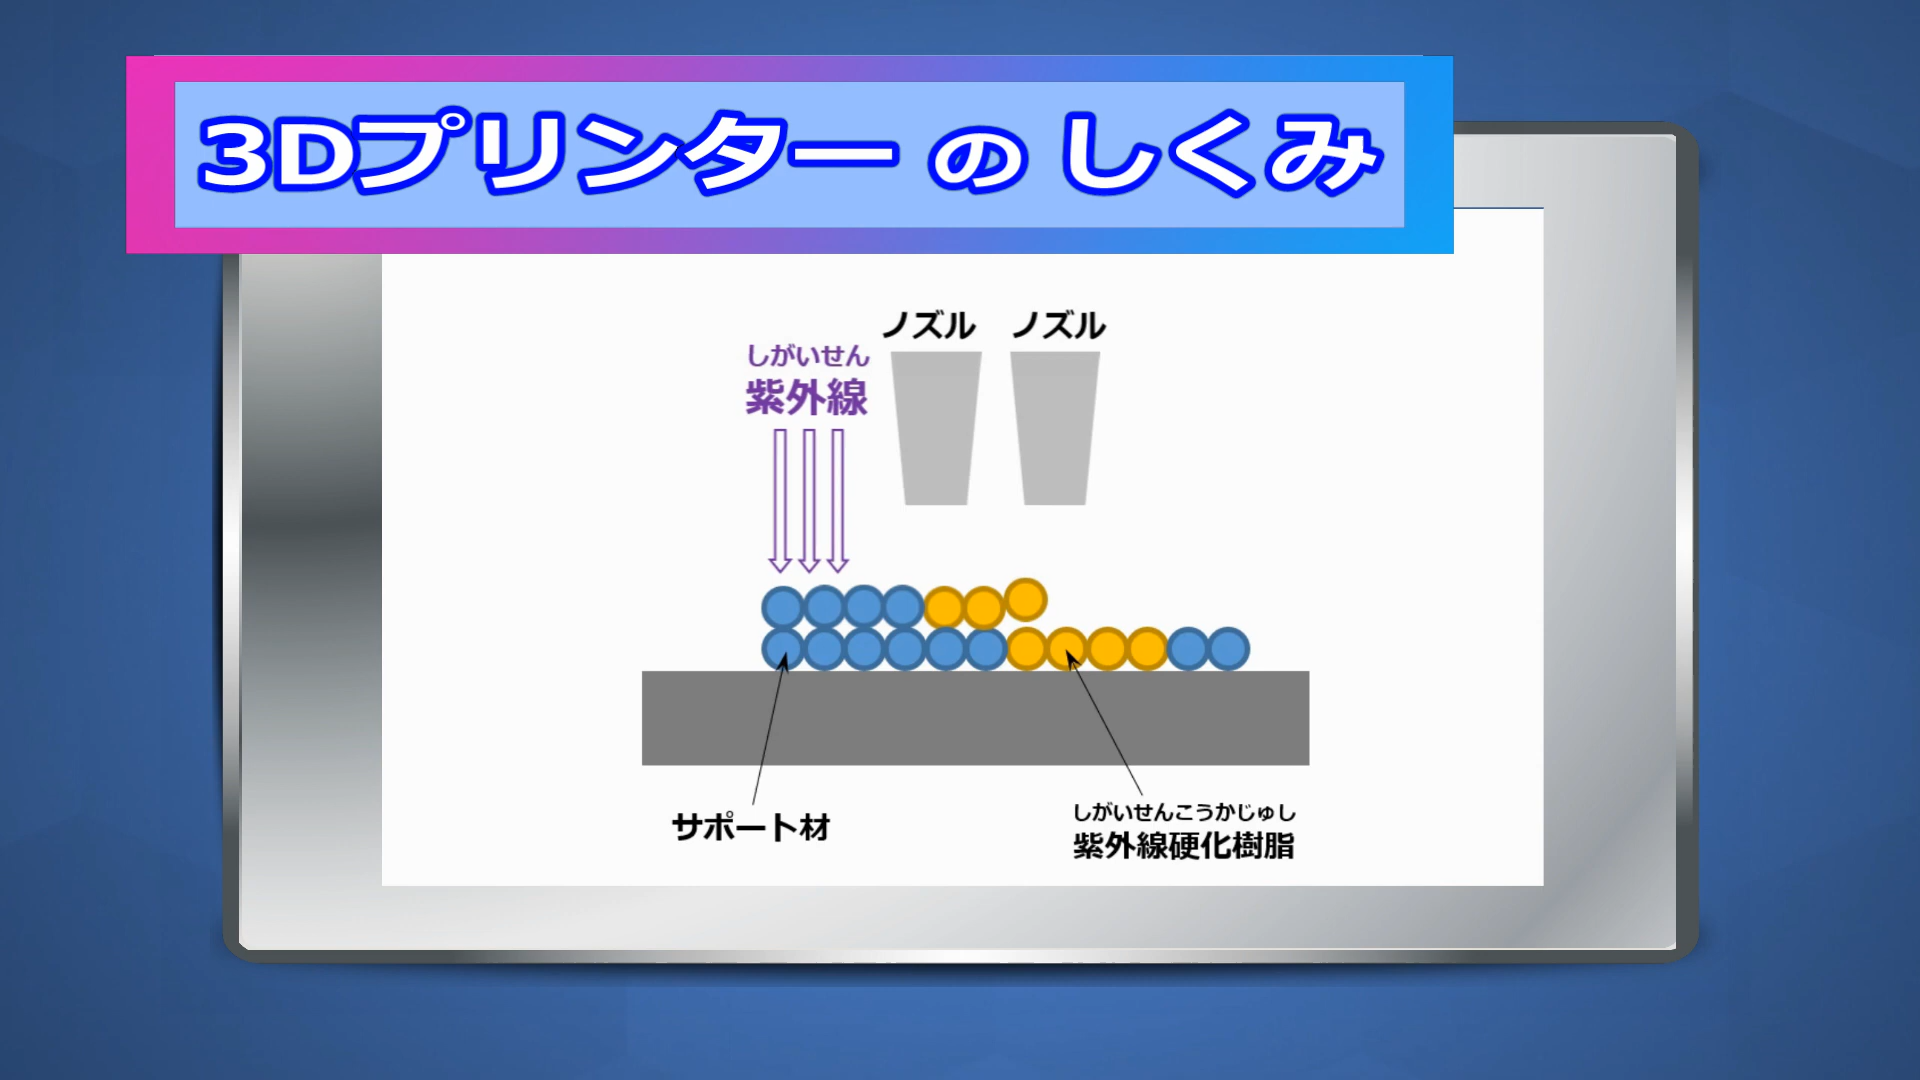 3Dプリンター の しくみ
ノズル ノズル
しがいせん
紫外線
サポート材
しがいせんこうかじゅし
紫外線硬化樹脂